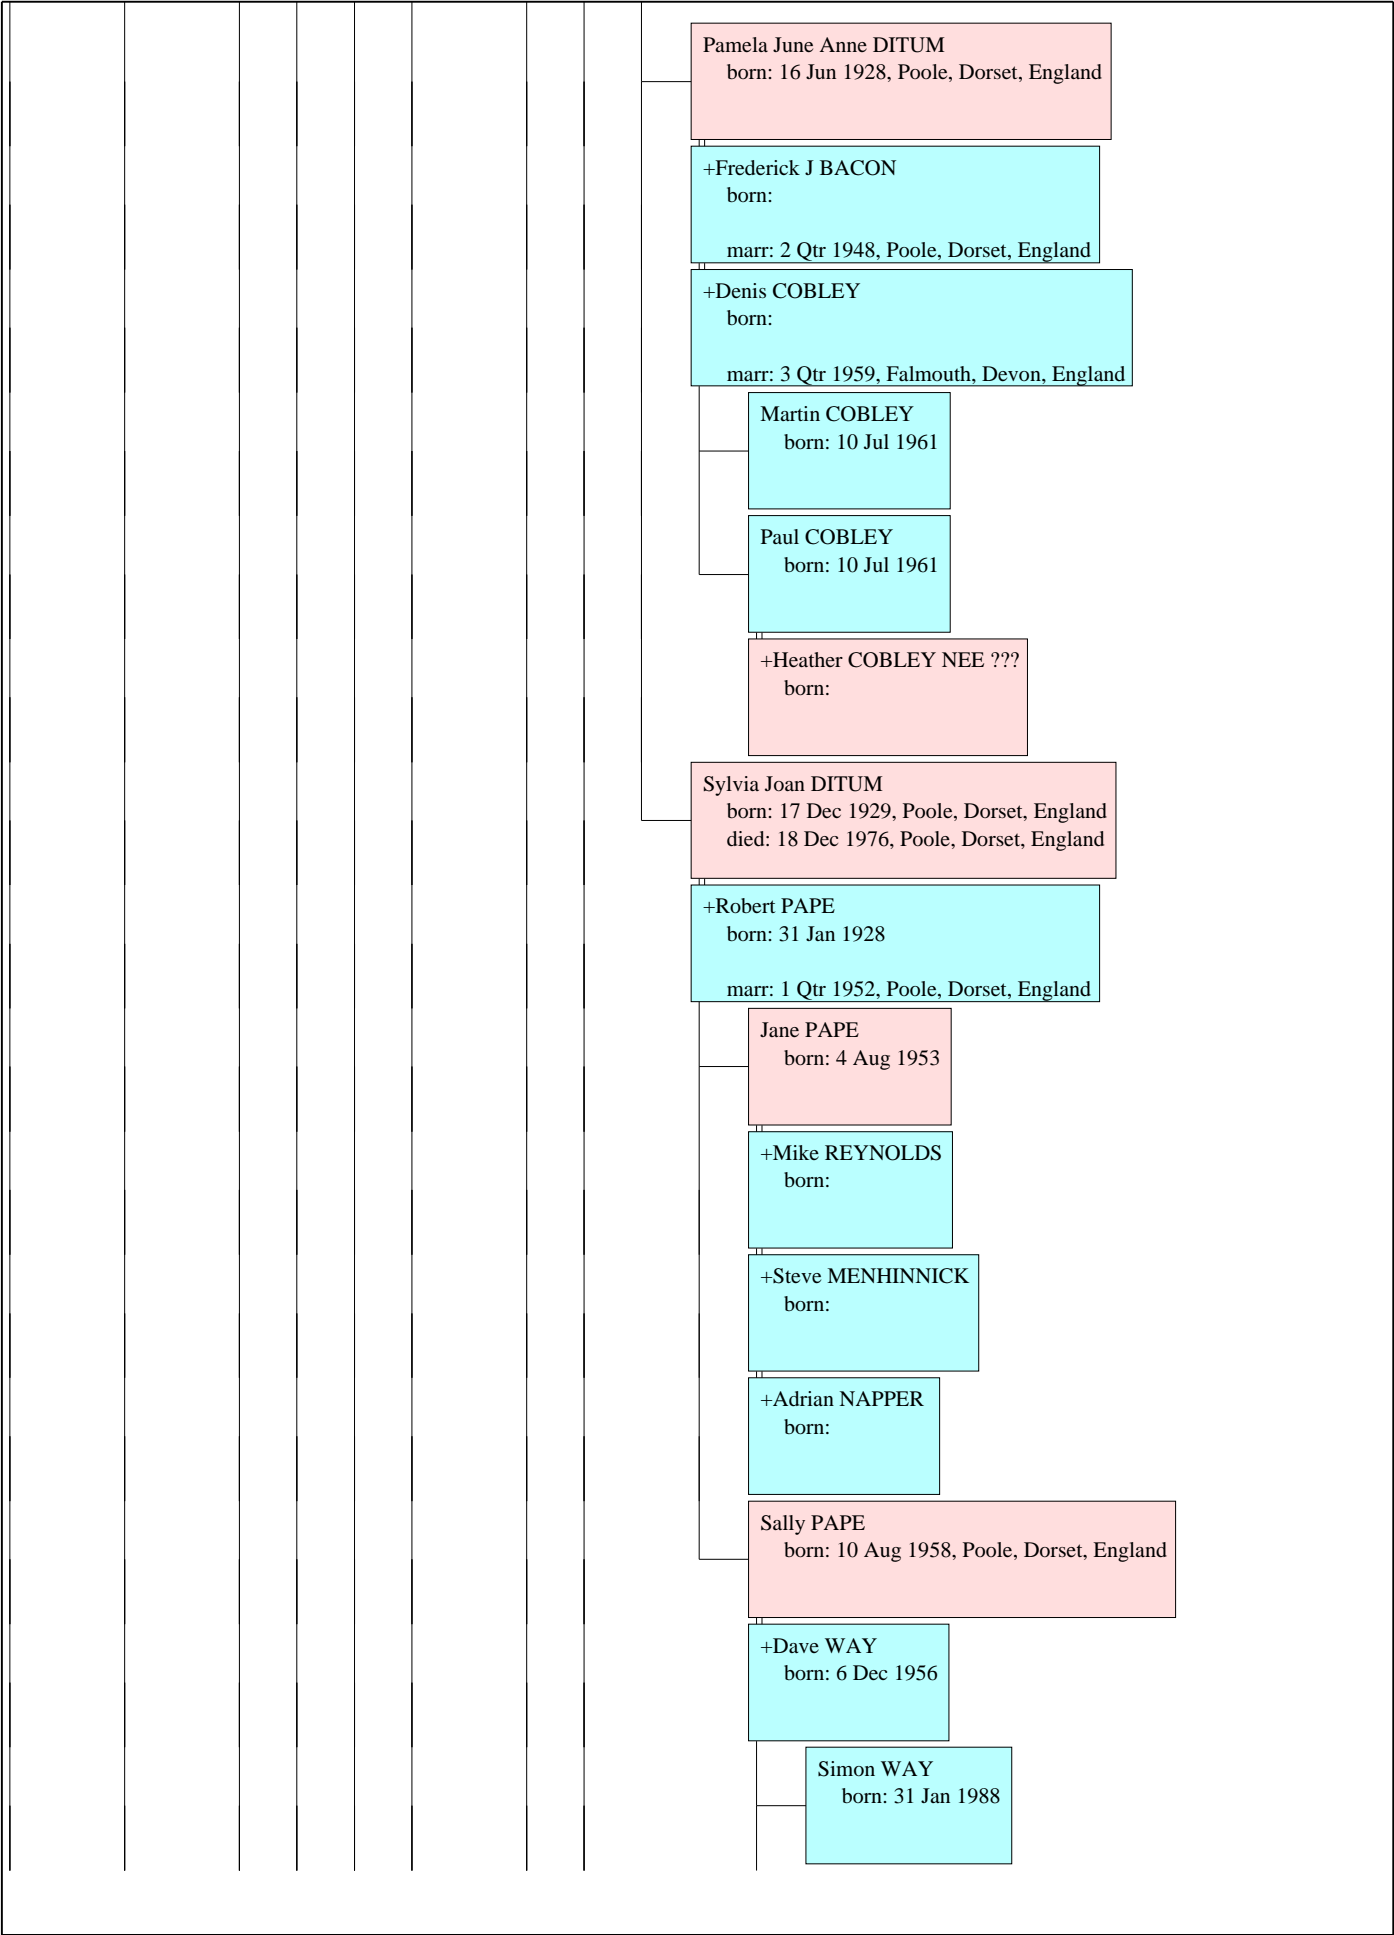 Pamela June Anne DITUM
born: 16 Jun 1928, Poole, Dorset, England
+Frederick J BACON
born:
marr: 2 Qtr 1948, Poole, Dorset, England
+Denis COBLEY
born:
marr: 3 Qtr 1959, Falmouth, Devon, England
Martin COBLEY
born: 10 Jul 1961
Paul COBLEY
born: 10 Jul 1961
+Heather COBLEY NEE ???
born:
Sylvia Joan DITUM
born: 17 Dec 1929, Poole, Dorset, England
died: 18 Dec 1976, Poole, Dorset, England
+Robert PAPE
born: 31 Jan 1928
marr: 1 Qtr 1952, Poole, Dorset, England
Jane PAPE
born: 4 Aug 1953
+Mike REYNOLDS
born:
+Steve MENHINNICK
born:
+Adrian NAPPER
born:
Sally PAPE
born: 10 Aug 1958, Poole, Dorset, England
+Dave WAY
born: 6 Dec 1956
Simon WAY
born: 31 Jan 1988